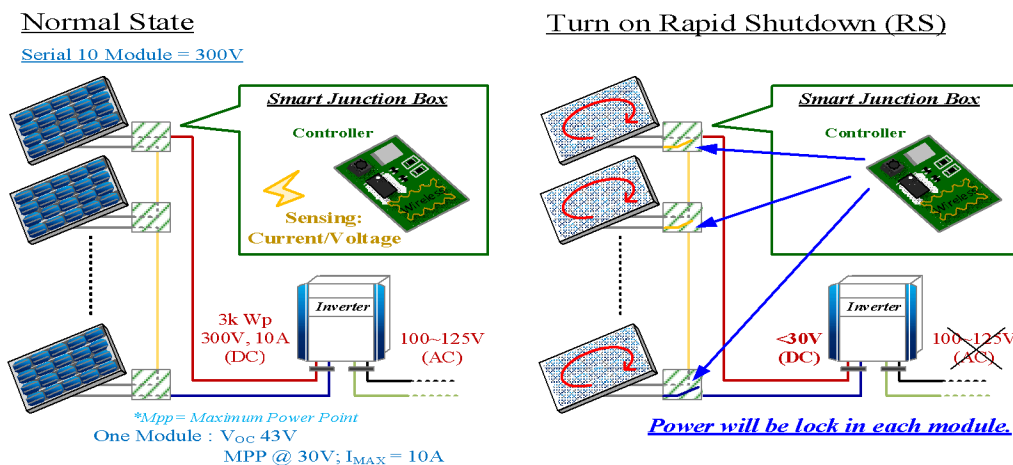 Normal State
Serial 10 Module = 300V
Smart Junction Box
Controller
Sensing:
Current/Voltage
Inverter
3k Wp
300V, 10A
(DC)
100~125V
(AC)
*Mpp= Maximum Power Point
One Module : VOC 43V
MPP @ 30V; IMAX = 10A
Turn on Rapid Shutdown (RS)
Smart Junction Box
Controller
Inverter
<30V
(DC)
100~125V
(AC)
Power will be lock in each module.